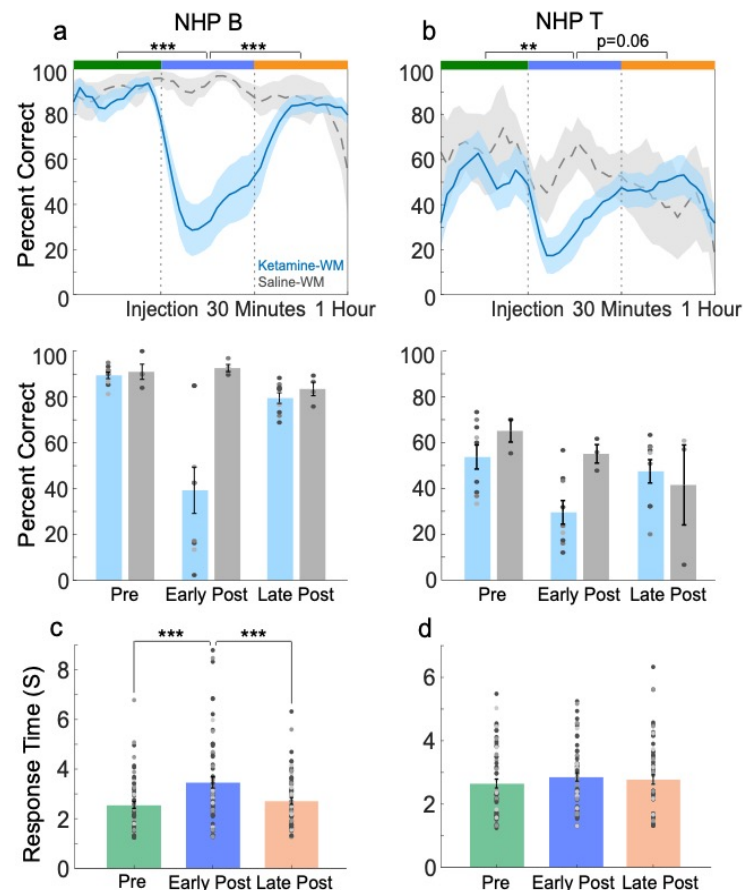 NHP B
NHP T
a
b
*** ***
** p=0.06
100
80
60
40
20
0
Percent Correct
Ketamine-WM
Saline-WM
Injection 30 Minutes 1 Hour
100
80
60
40
20
0
Injection 30 Minutes 1 Hour
100
80
60
40
20
0
Percent Correct
Pre Early Post Late Post
100
80
60
40
20
0
Pre Early Post Late Post
c
d
*** ***
8
6
4
2
0
Response Time (S)
Pre Early Post Late Post
6
4
2
0
Pre Early Post Late Post